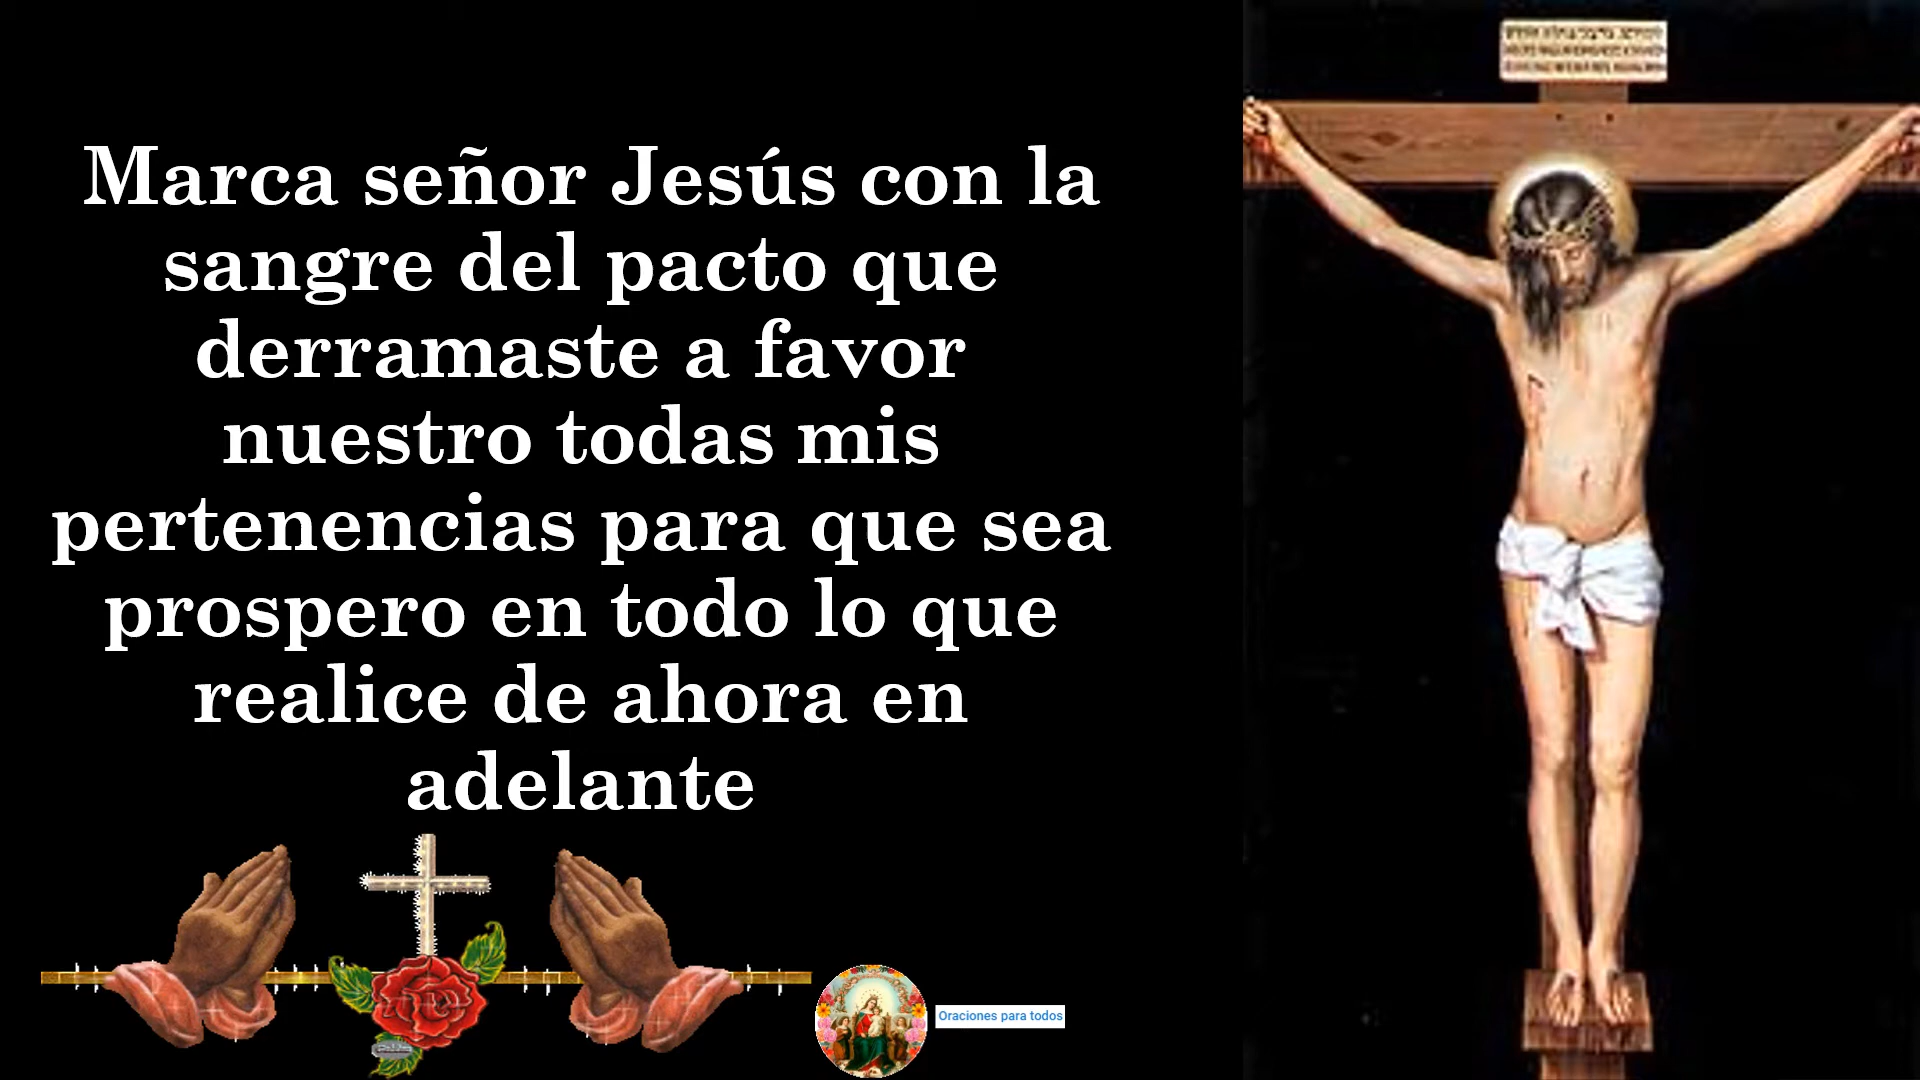 Marca señor Jesús con la
sangre del pacto que
derramaste a favor
nuestro todas mis
pertenencias para que sea
prospero en todo lo que
realice de ahora en
adelante
Oraciones para todos